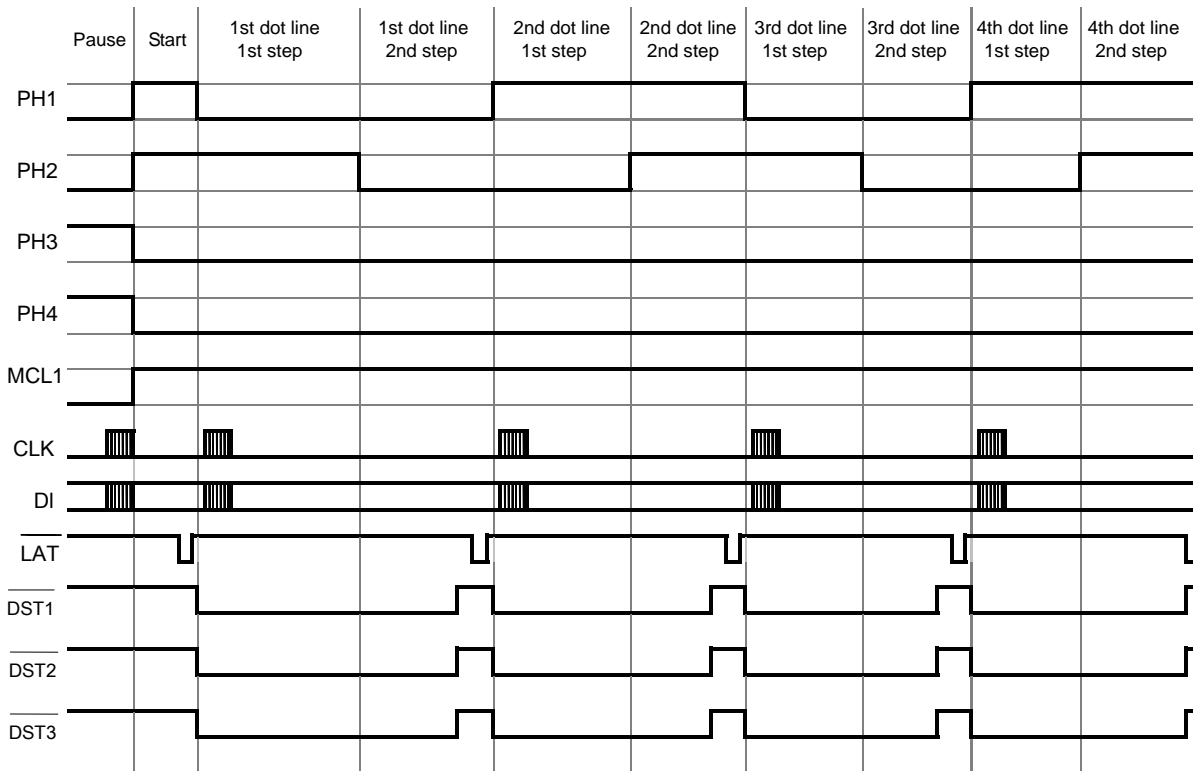 Pause
Start
1st dot line
1st step
1st dot line
2nd step
2nd dot line
1st step
2nd dot line
2nd step
3rd dot line
1st step
3rd dot line
2nd step
4th dot line
1st step
4th dot line
2nd step
PH1
PH2
PH3
PH4
MCL1
CLK
DI
LAT
DST1
DST2
DST3